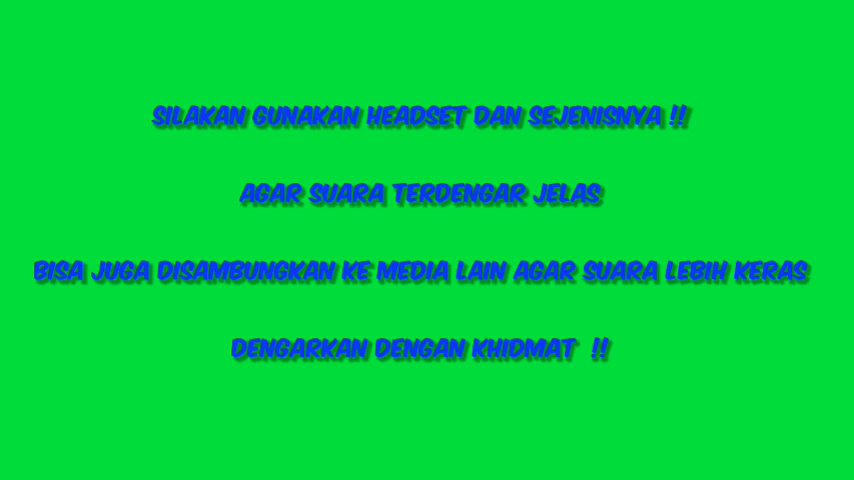 SILAKAN GUNAKAN HEADSET DAN SEJENISNYA !!
AGAR SUARA TERDENGAR JELAS
BISA JUGA DISAMBUNGKAN KE MEDIA LAIN AGAR SUARA LEBIH KERAS
DENGARKAN DENGAN KHIDMAT !!